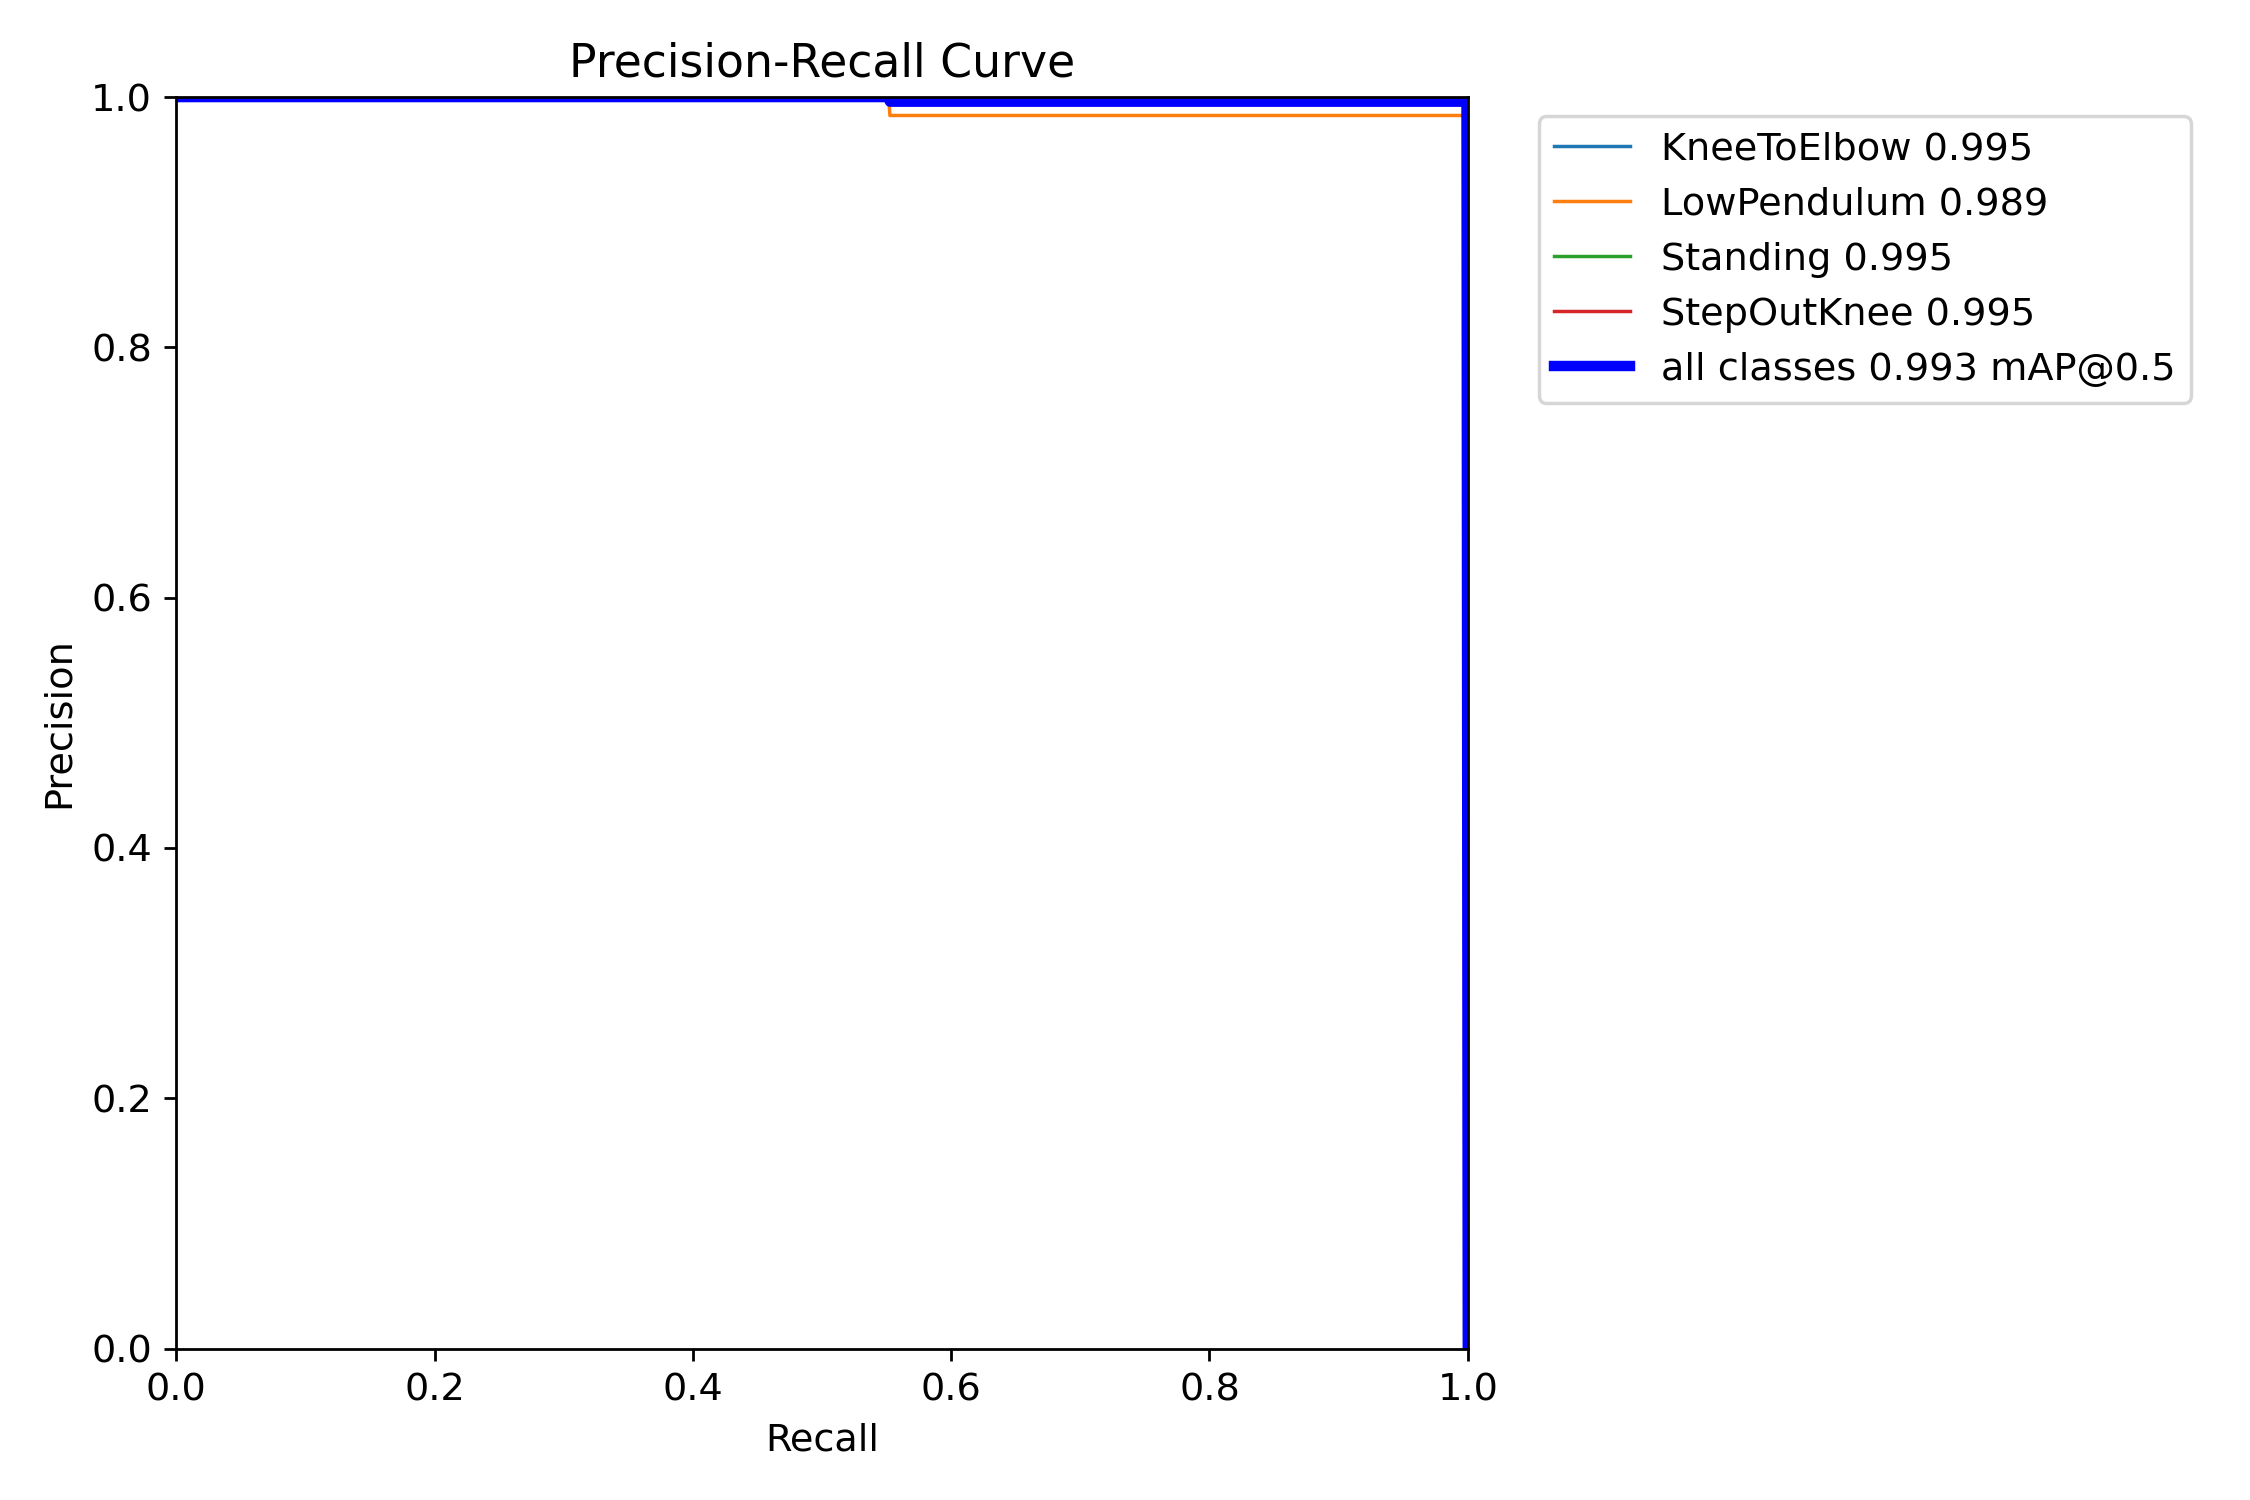 Precision-Recall Curve
1.0
0.8
0.6
0.4
0.2
0.0
Precision
0.0 0.2 0.4 0.6 0.8 1.0
Recall
KneeToElbow 0.995
LowPendulum 0.989
Standing 0.995
StepOutKnee 0.995
all classes 0.993 mAP@0.5